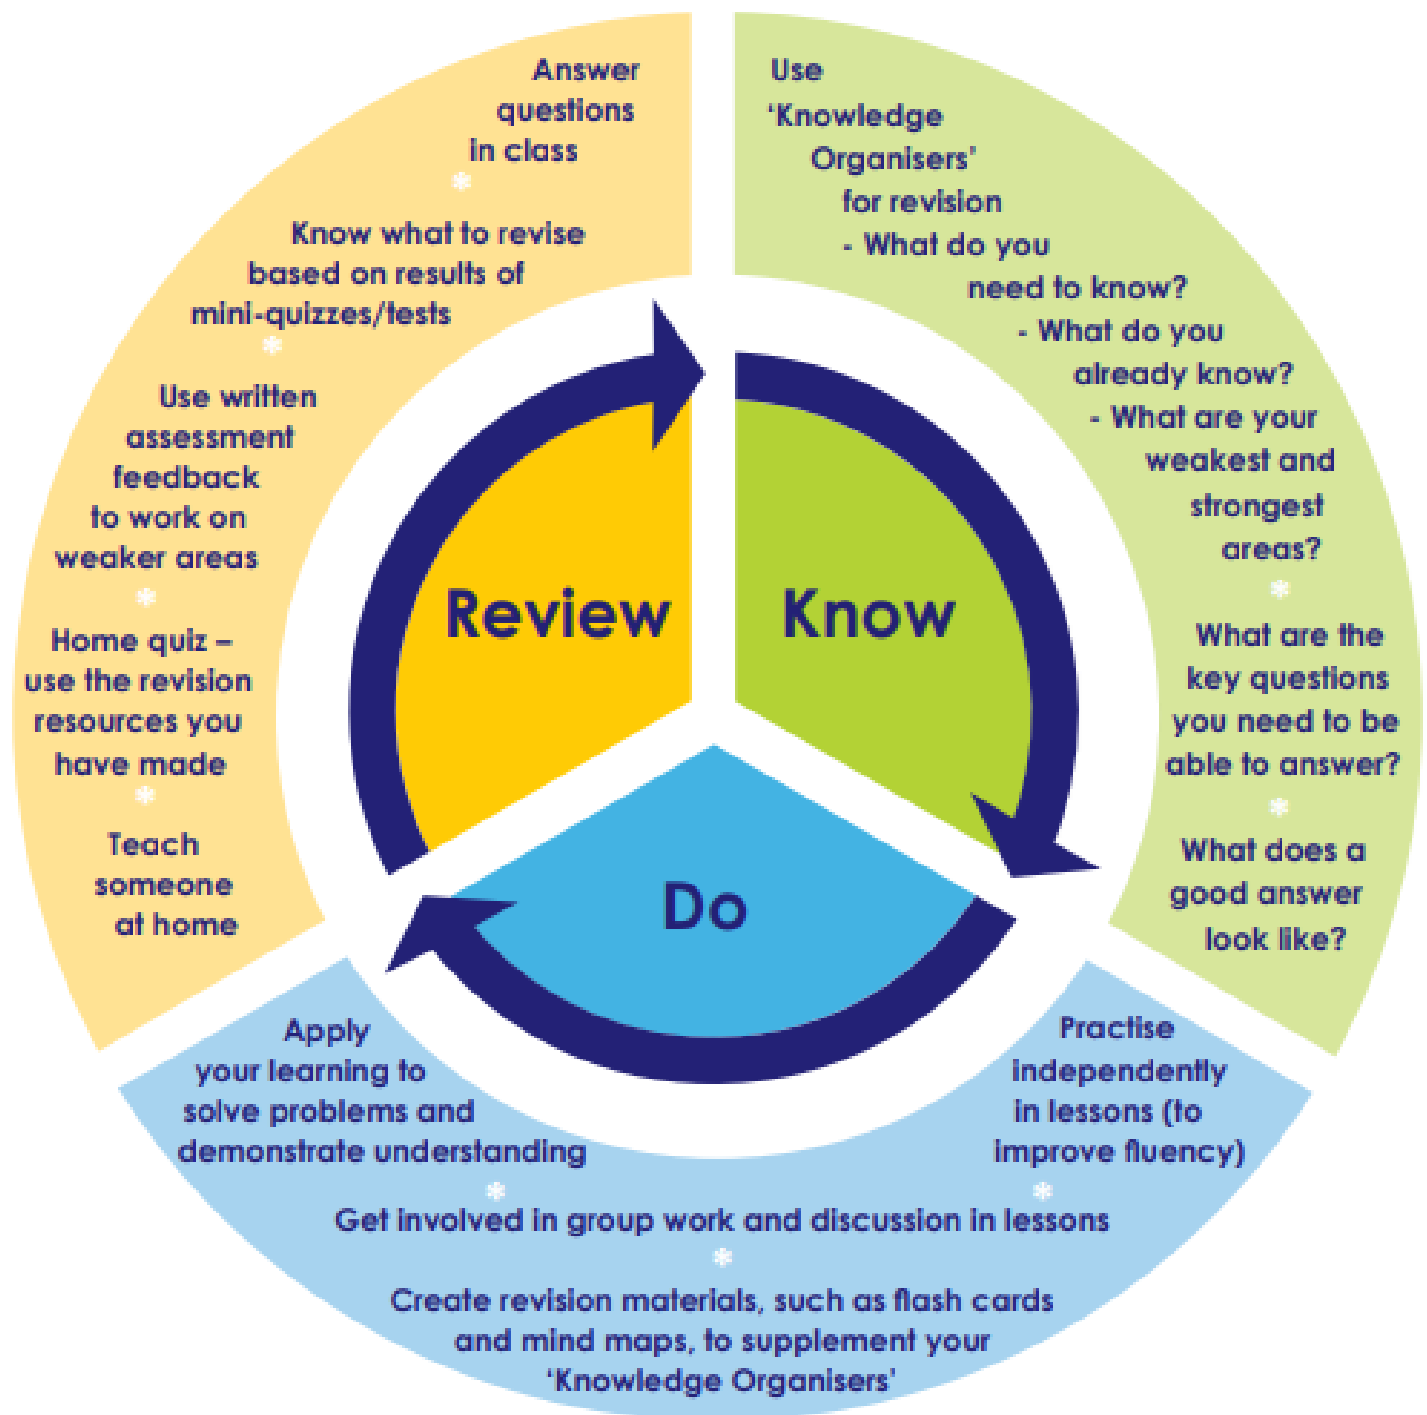 Answer
questions
in class
*
Know what to revise
based on results of
mini-quizzes/tests
*
Use written
assessment
feedback
to work on
weaker areas
*
Home quiz –
use the revision
resources you
have made
*
Teach
someone
at home
Use
‘Knowledge
Organisers’
for revision
- What do you
need to know?
- What do you
already know?
- What are your
weakest and
strongest
areas?
*
What are the
key questions
you need to be
able to answer?
*
What does a
good answer
look like?
Review
Know
Do
Apply
your learning to
solve problems and
demonstrate understanding
*
Practise
independently
in lessons (to
improve fluency)
*
Get involved in group work and discussion in lessons
*
Create revision materials, such as flash cards
and mind maps, to supplement your
‘Knowledge Organisers’